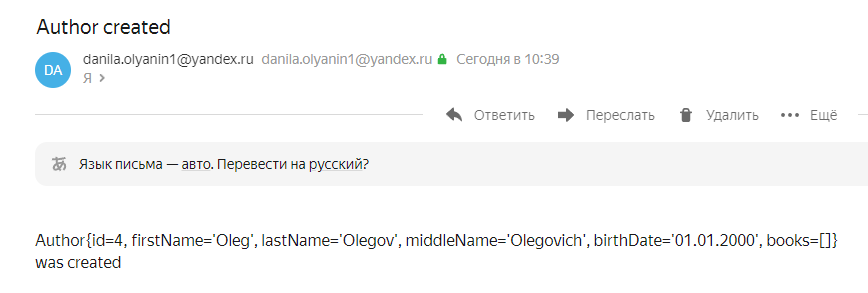 Author created
DA
danila.olyanin1@yandex.ru danila.olyanin1@yandex.ru Сегодня в 10:39
Я
Ответить Переслать Удалить Ещё
あ Язык письма — авто. Перевести на русский?
Author{id=4, firstName='Oleg', lastName='Olegov', middleName='Olegovich', birthDate='01.01.2000', books=[]}
was created